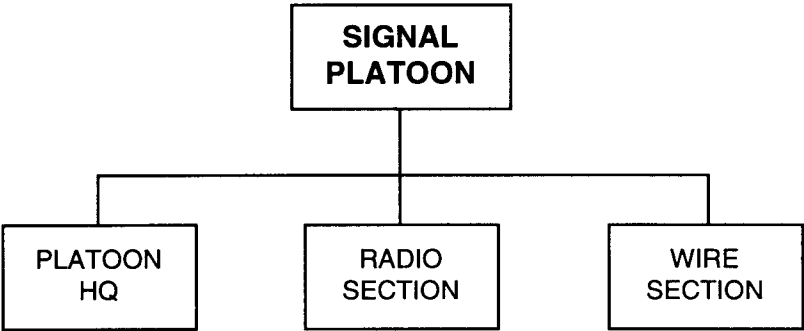 SIGNAL
PLATOON
PLATOON
HQ
RADIO
SECTION
WIRE
SECTION